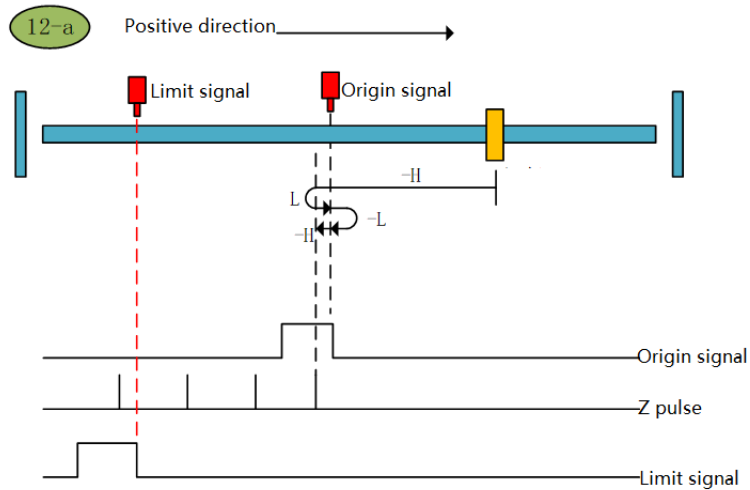 12-a
Positive direction
Limit signal
Origin signal
-H
L
-L
-H
Origin signal
Z pulse
Limit signal